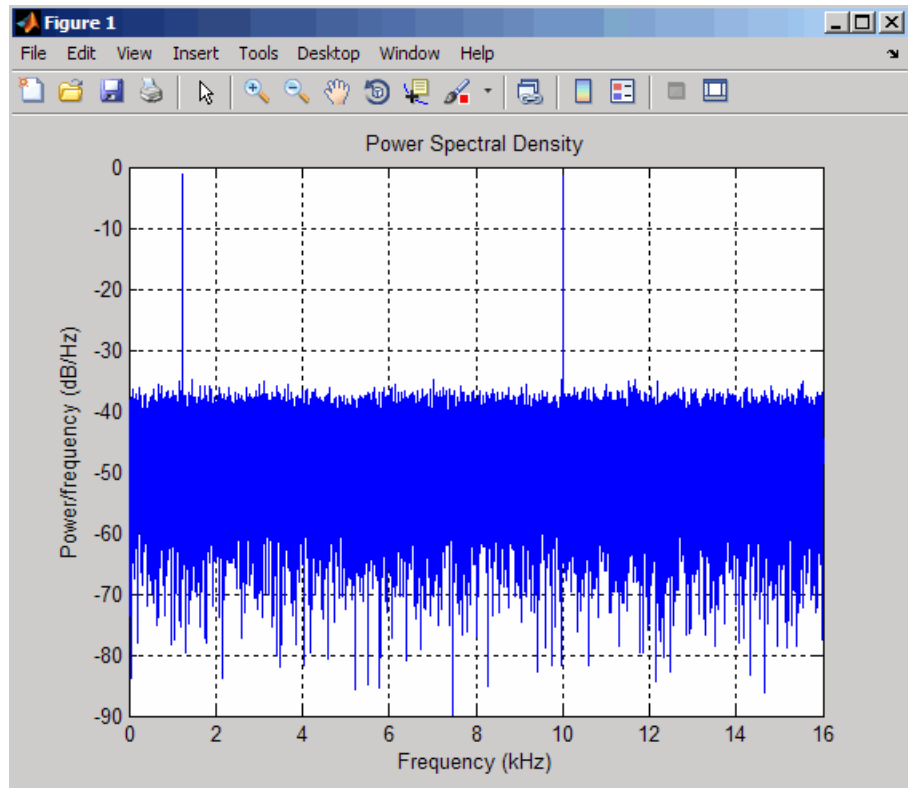 Figure 1
File Edit View Insert Tools Desktop Window Help
Power Spectral Density
0
-10
-20
-30
-40
-50
-60
-70
-80
-90
Power/frequency (dB/Hz)
0 2 4 6 8 10 12 14 16
Frequency (kHz)